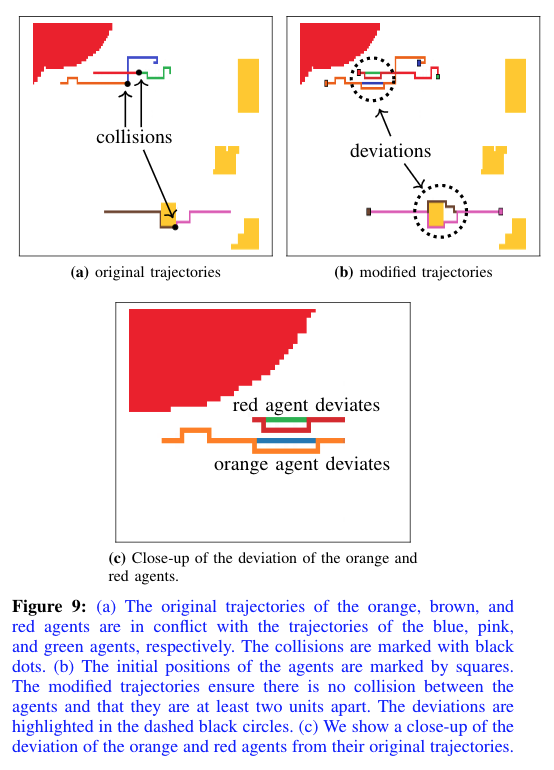 collisions
deviations
(a) original trajectories
(b) modified trajectories
red agent deviates
orange agent deviates
(c) Close-up of the deviation of the orange and
red agents.
Figure 9: (a) The original trajectories of the orange, brown, and
red agents are in conflict with the trajectories of the blue, pink,
and green agents, respectively. The collisions are marked with black
dots. (b) The initial positions of the agents are marked by squares.
The modified trajectories ensure there is no collision between the
agents and that they are at least two units apart. The deviations are
highlighted in the dashed black circles. (c) We show a close-up of the
deviation of the orange and red agents from their original trajectories.